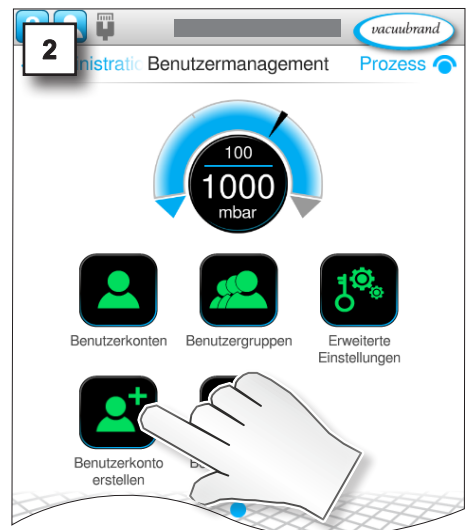 2
vacuubrand
Benutzermanagement
Prozess
100
1000
mbar
Benutzerkonten
Benutzergruppen
Erweiterte
Einstellungen
Benutzerkonto
erstellen